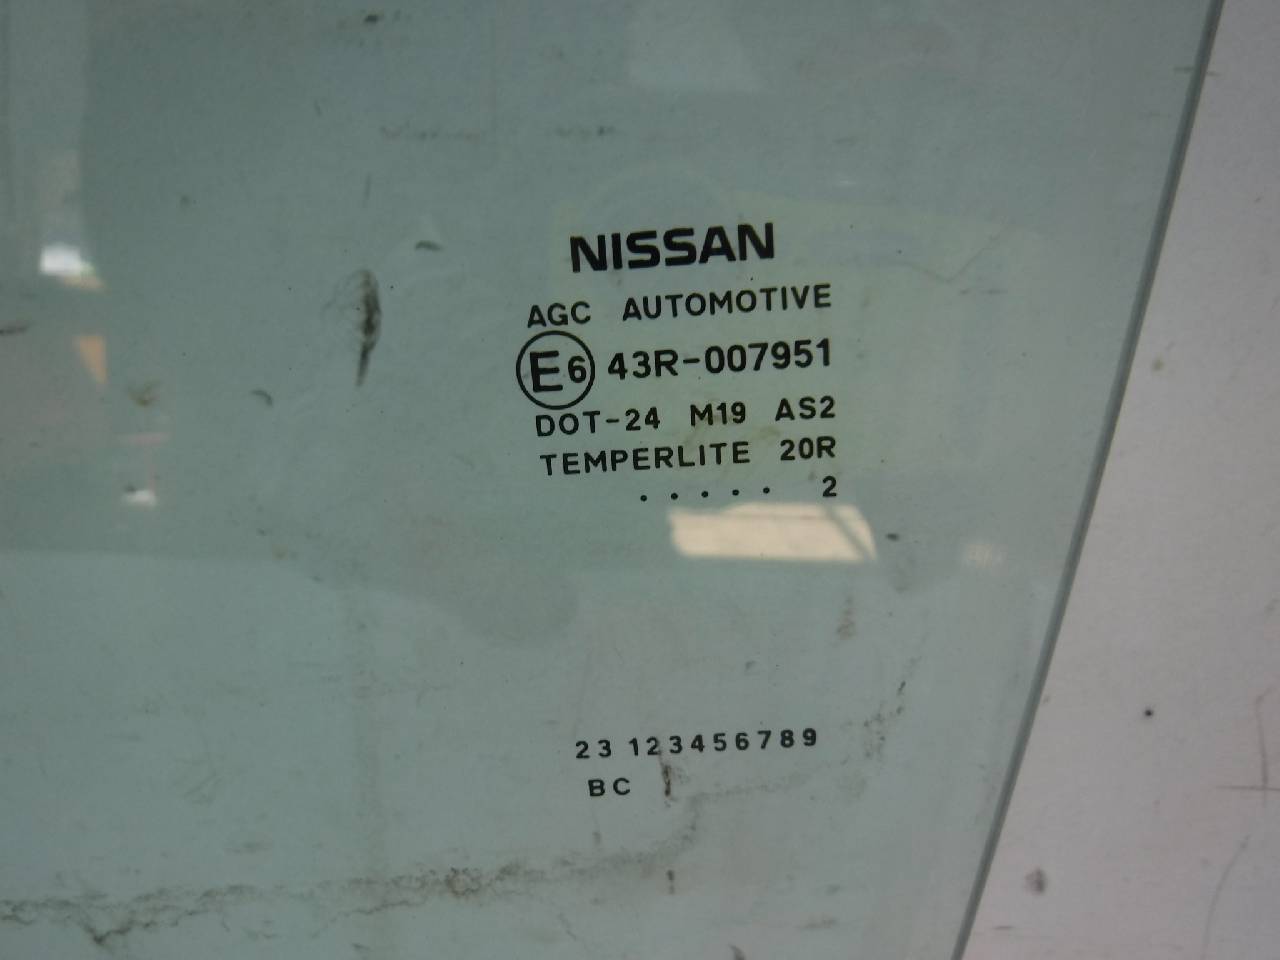 NISSAN
AGC AUTOMOTIVE
E6 43R-007951
DOT-24 M19 AS2
TEMPERLITE 20R
. . . . . 2
23 123456789
BC